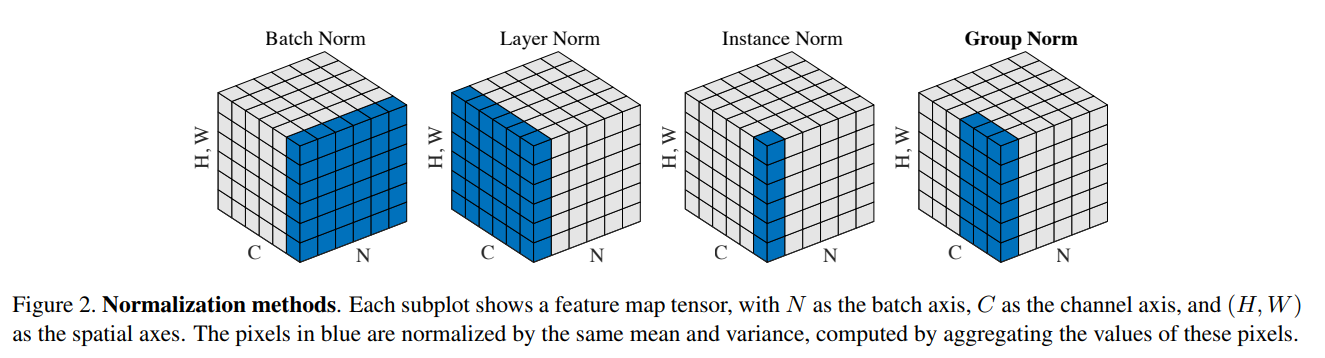 Batch Norm
Layer Norm
Instance Norm
Group Norm
H, W
C
N
H, W
C
N
H, W
C
N
H, W
C
N
Figure 2. Normalization methods. Each subplot shows a feature map tensor, with N as the batch axis, C as the channel axis, and (H, W)
as the spatial axes. The pixels in blue are normalized by the same mean and variance, computed by aggregating the values of these pixels.